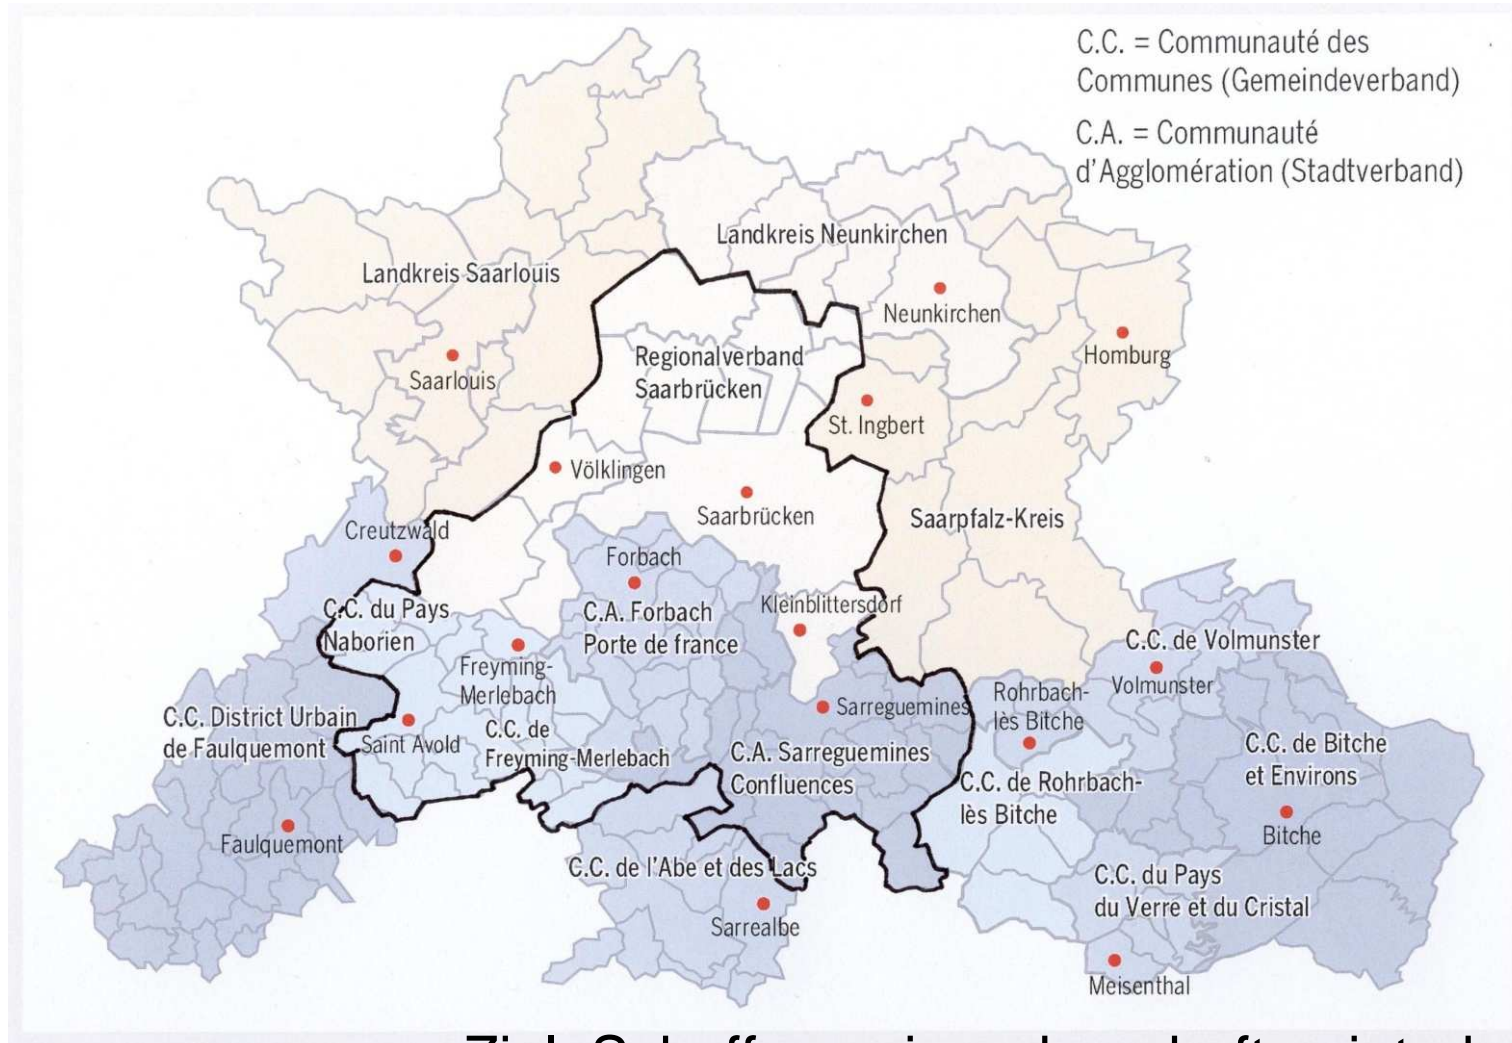 C.C. = Communauté des
Communes (Gemeindeverband)
C.A. = Communauté
d'Agglomération (Stadtverband)
Landkreis Neunkirchen
Landkreis Saarlouis
Neunkirchen
Homburg
Saarlouis
Regionalverband
Saarbrücken
St. Ingbert
Völklingen
Saarbrücken
Saarpfalz-Kreis
Creutzwald
Forbach
C.C. du Pays
Naborien
C.A. Forbach
Porte de france
Kleinblittersdorf
C.C. de Volmunster
Volmunster
Freyming-
Merlebach
Sarreguemines
Rohrbach-
lès Bitche
C.C. District Urbain
de Faulquemont
Saint Avold
C.C. de
Freyming-Merlebach
C.A. Sarreguemines
Confluences
C.C. de Rohrbach-
lès Bitche
C.C. de Bitche
et Environs
Bitche
Faulquemont
C.C. de l'Abe et des Lacs
Sarrealbe
C.C. du Pays
du Verre et du Cristal
Meisenthal